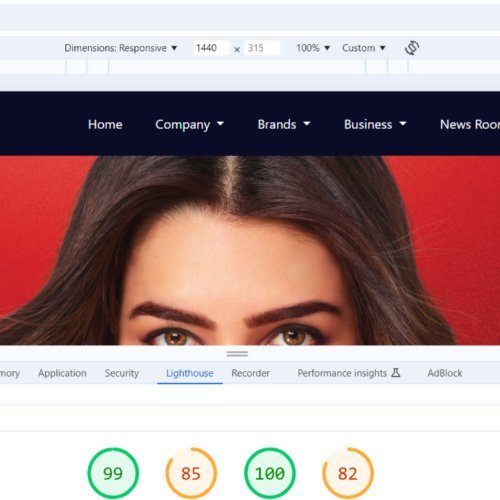 Dimensions: Responsive ▼ 1440 × 315 100% ▼ Custom ▼
Home Company Brands Business News Roo
mory Application Security Lighthouse Recorder Performance insights AdBlock
99 85 100 82